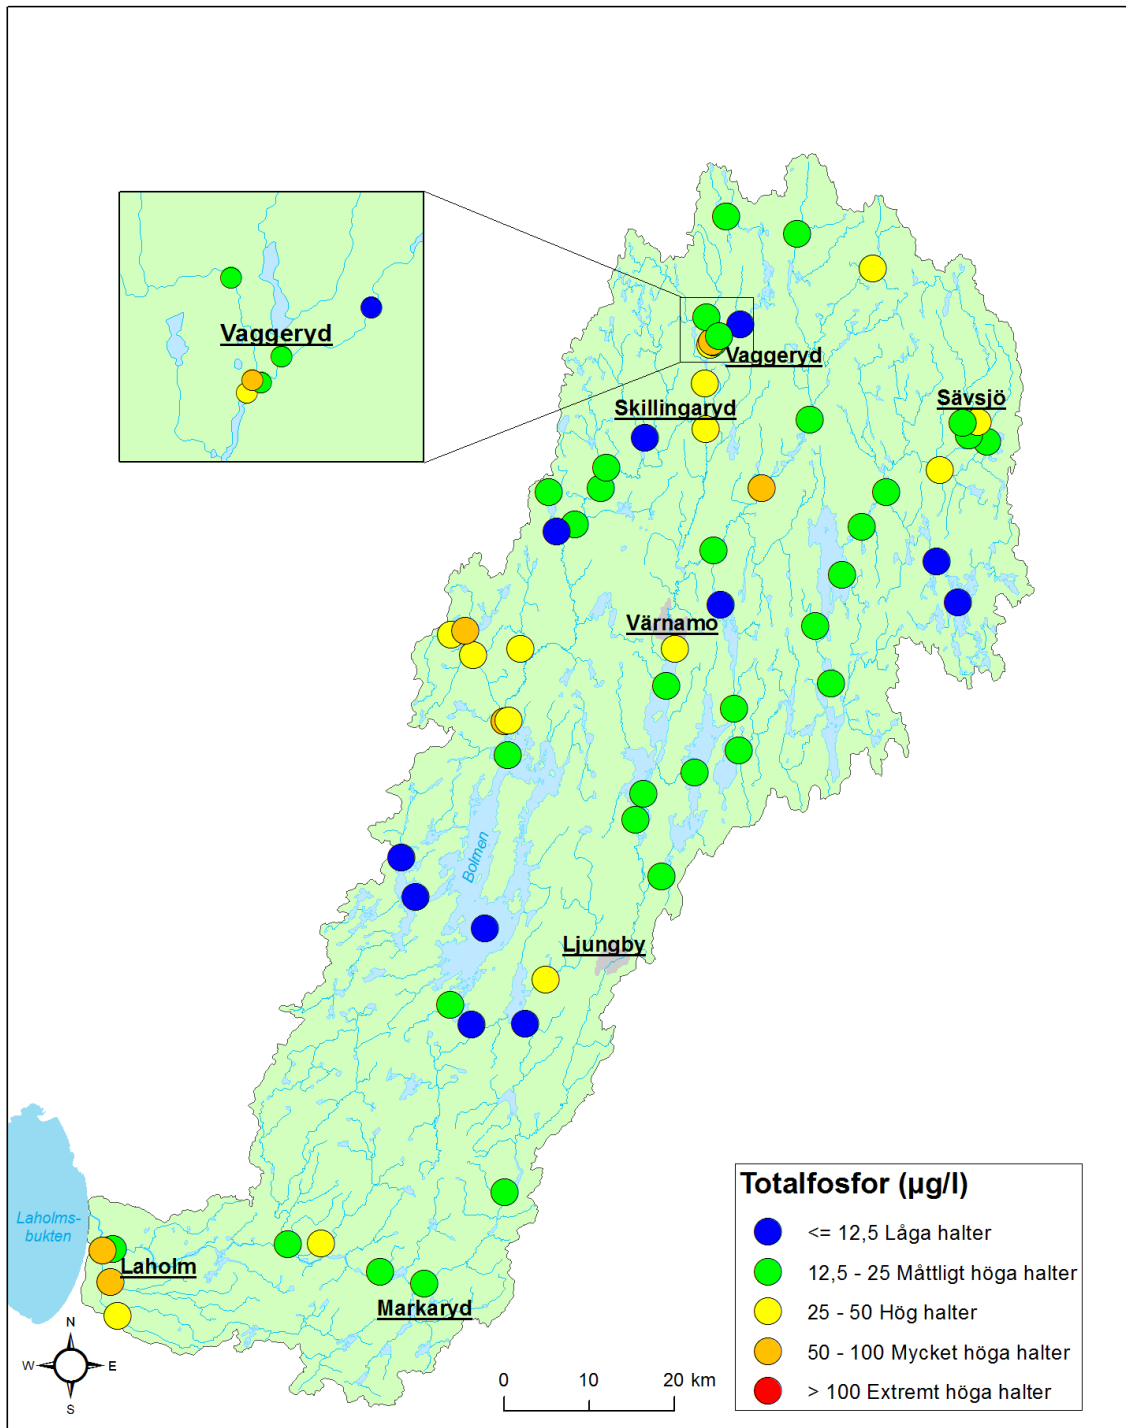 Vaggeryd
Vaggeryd
Skillingaryd
Sävsjö
Värnamo
Bolmen
Ljungby
Laholms-
bukten
Laholm
Markaryd
N
W
E
S
0
10
20 km
Totalfosfor (µg/l)
<= 12,5 Låga halter
12,5 - 25 Måttligt höga halter
25 - 50 Hög halter
50 - 100 Mycket höga halter
> 100 Extremt höga halter